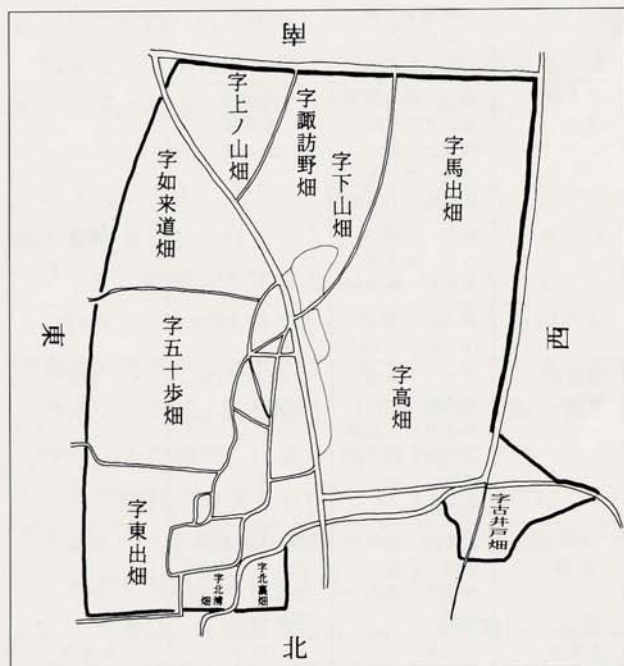 南
字上ノ山畑
字諏訪野畑
字下山畑
字馬出畑
字如来道畑
東
西
字五十歩畑
字高畑
字東出畑
字古井戸畑
字北浦畑
字北裏畑
北